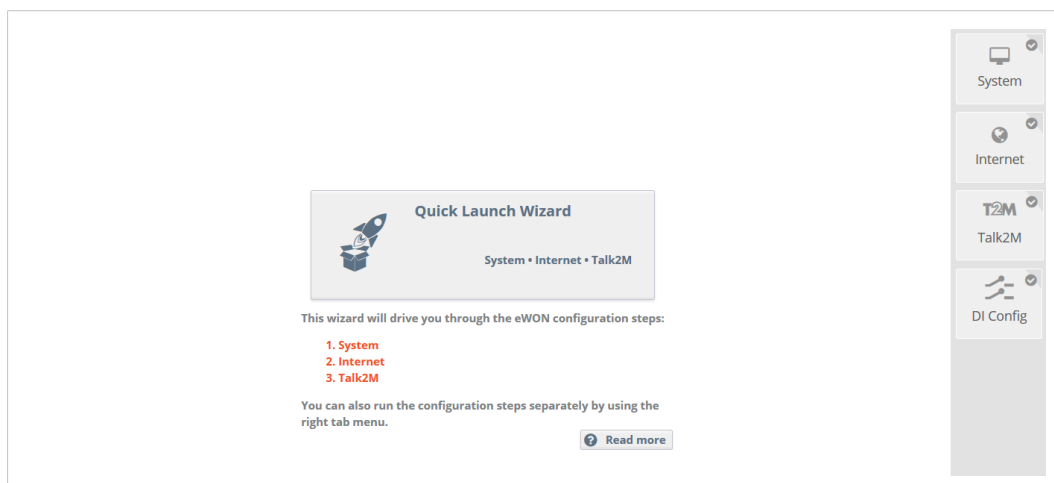 Quick Launch Wizard
System • Internet • Talk2M
This wizard will drive you through the eWON configuration steps:
1. System
2. Internet
3. Talk2M
You can also run the configuration steps separately by using the
right tab menu.
Read more
System
Internet
T2M
Talk2M
DI Config